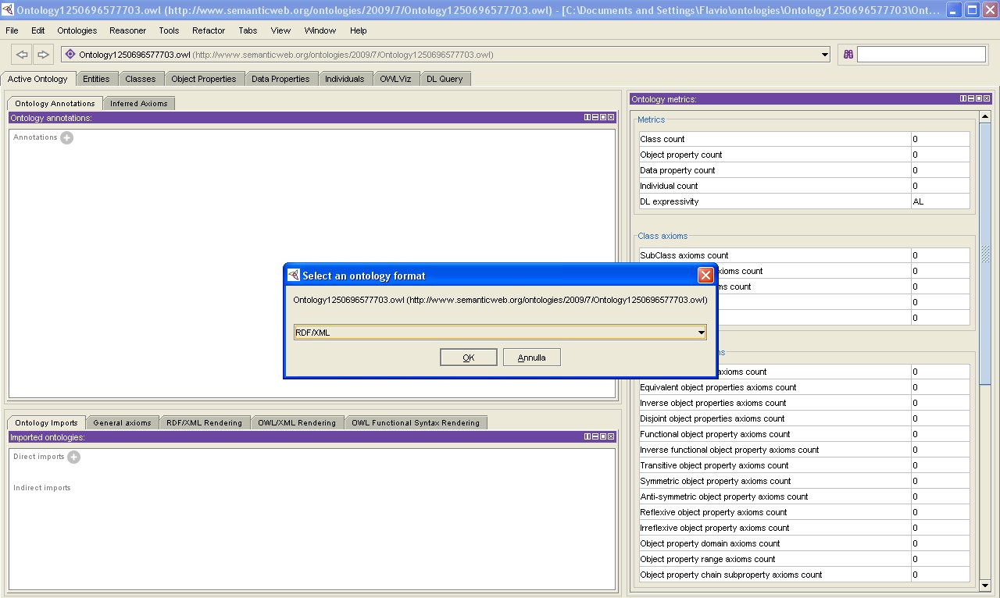 Ontology1250696577703.owl (http://www.semanticweb.org/ontologies/2009/7/Ontology1250696577703.owl) - [C:\Documents and Settings\Flavio\ontologies\Ontology1250696577703\Ont...
File Edit Ontologies Reasoner Tools Refactor Tabs View Window Help
Ontology1250696577703.owl (http://www.semanticweb.org/ontologies/2009/7/Ontology1250696577703.owl)
Active Ontology Entities Classes Object Properties Data Properties Individuals OWLViz DL Query
Ontology Annotations Inferred Axioms
Ontology annotations:
Annotations
Ontology metrics:
Metrics
Class count 0
Object property count 0
Data property count 0
Individual count 0
DL expressivity AL
Class axioms
SubClass axioms count 0
xioms count 0
ms count 0
0
0
Select an ontology format
Ontology1250696577703.owl (http://www.semanticweb.org/ontologies/2009/7/Ontology1250696577703.owl)
RDF/XML
OK Annulla
ns
axioms count 0
Equivalent object properties axioms count 0
Inverse object properties axioms count 0
Disjoint object properties axioms count 0
Functional object property axioms count 0
Inverse functional object property axioms count 0
Transitive object property axioms count 0
Symmetric object property axioms count 0
Anti-symmetric object property axioms count 0
Reflexive object property axioms count 0
Irreflexive object property axioms count 0
Object property domain axioms count 0
Object property range axioms count 0
Object property chain subproperty axioms count 0
Ontology Imports General axioms RDF/XML Rendering OWL/XML Rendering OWL Functional Syntax Rendering
Imported ontologies:
Direct imports
Indirect imports